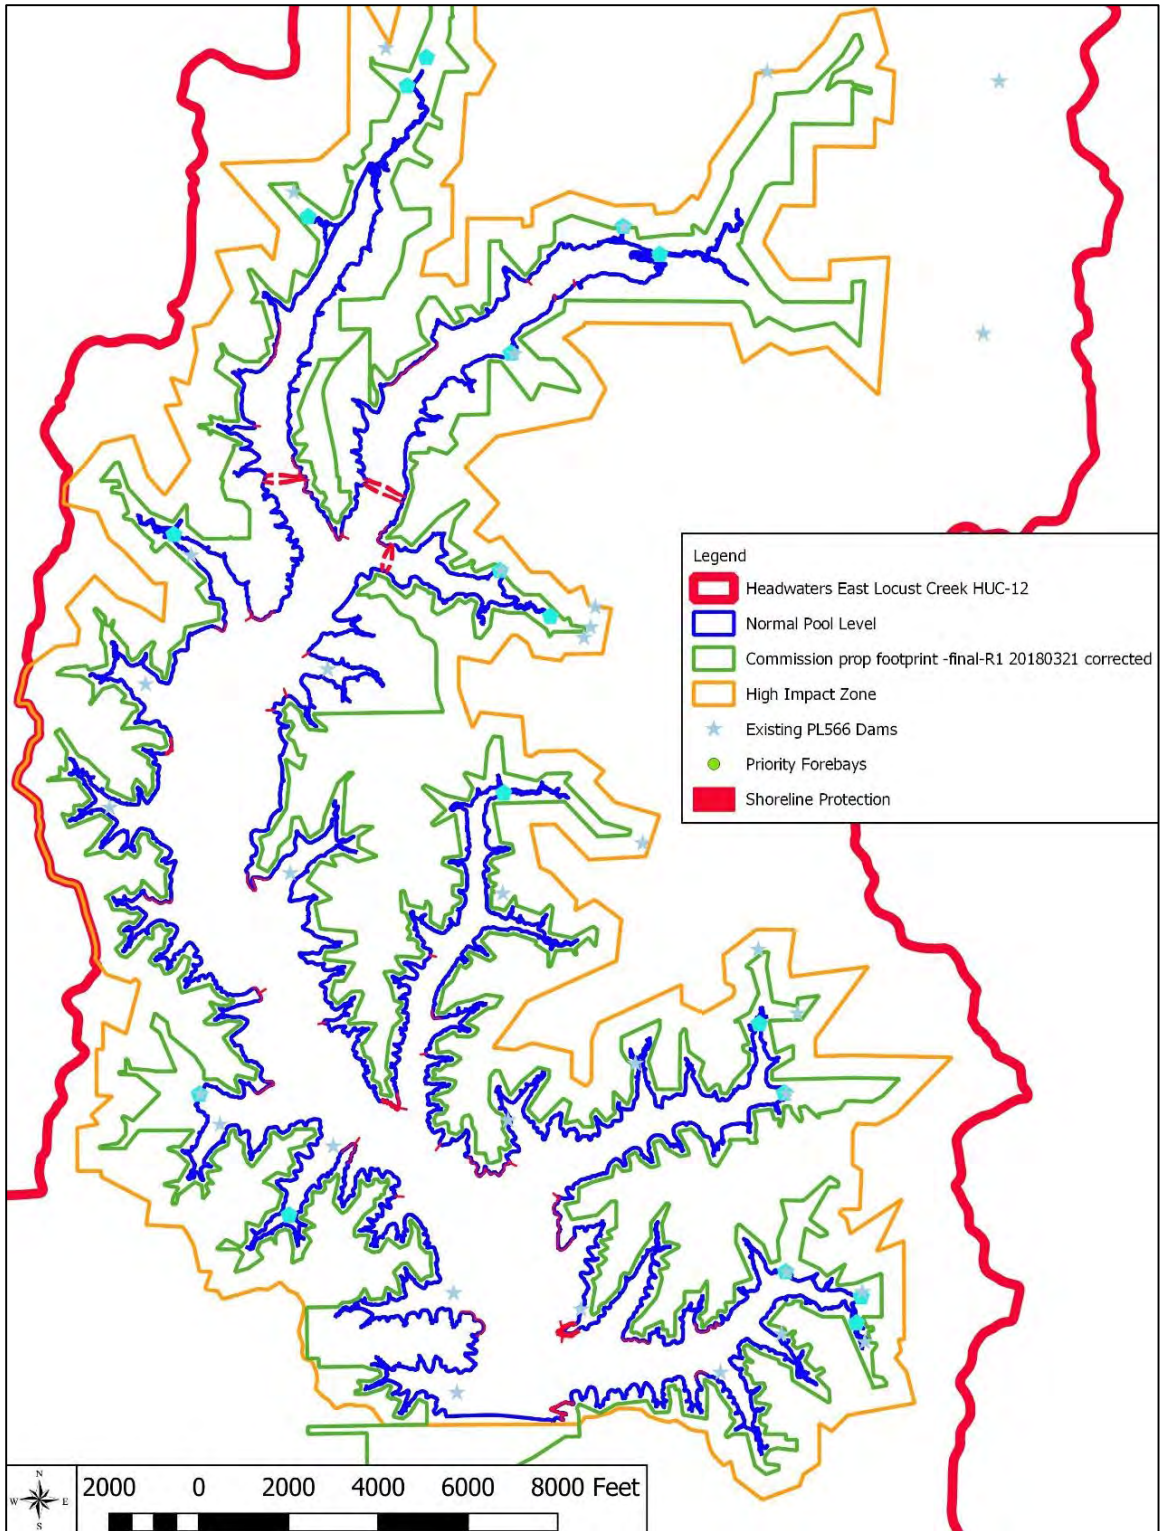 Legend
Headwaters East Locust Creek HUC-12
Normal Pool Level
Commission prop footprint -final-R1 20180321 corrected
High Impact Zone
Existing PL566 Dams
Priority Forebays
Shoreline Protection
N
W E
S
2000 0 2000 4000 6000 8000 Feet